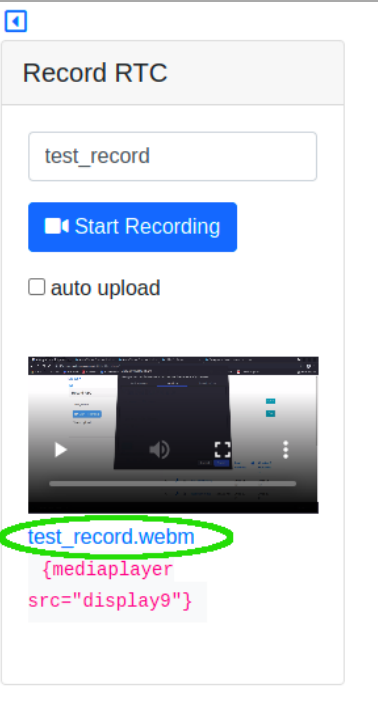 Record RTC
test_record
Start Recording
auto upload
test_record.webm
{mediaplayer
src="display9"}